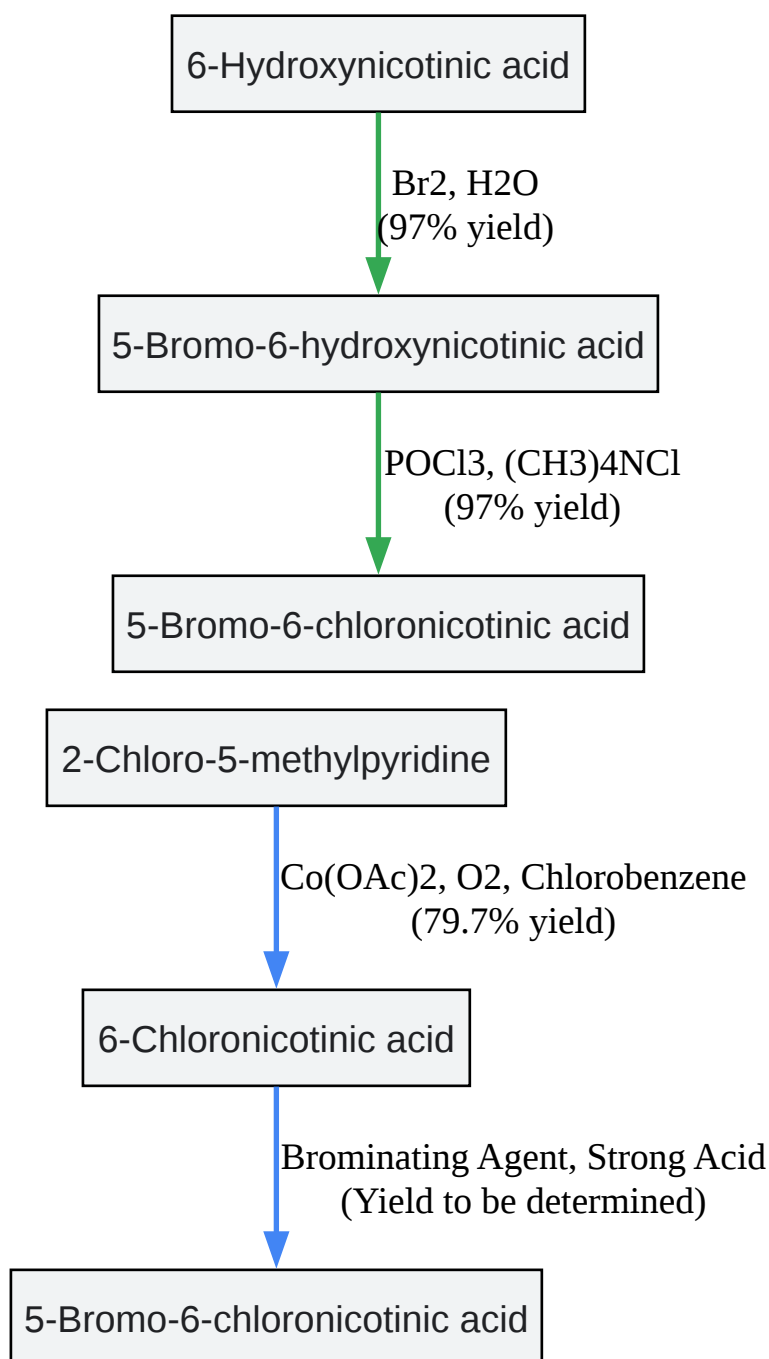 6-Hydroxynicotinic acid
Br2, H2O
(97% yield)
5-Bromo-6-hydroxynicotinic acid
POCl3, (CH3)4NCl
(97% yield)
5-Bromo-6-chloronicotinic acid
2-Chloro-5-methylpyridine
Co(OAc)2, O2, Chlorobenzene
(79.7% yield)
6-Chloronicotinic acid
Brominating Agent, Strong Acid
(Yield to be determined)
5-Bromo-6-chloronicotinic acid